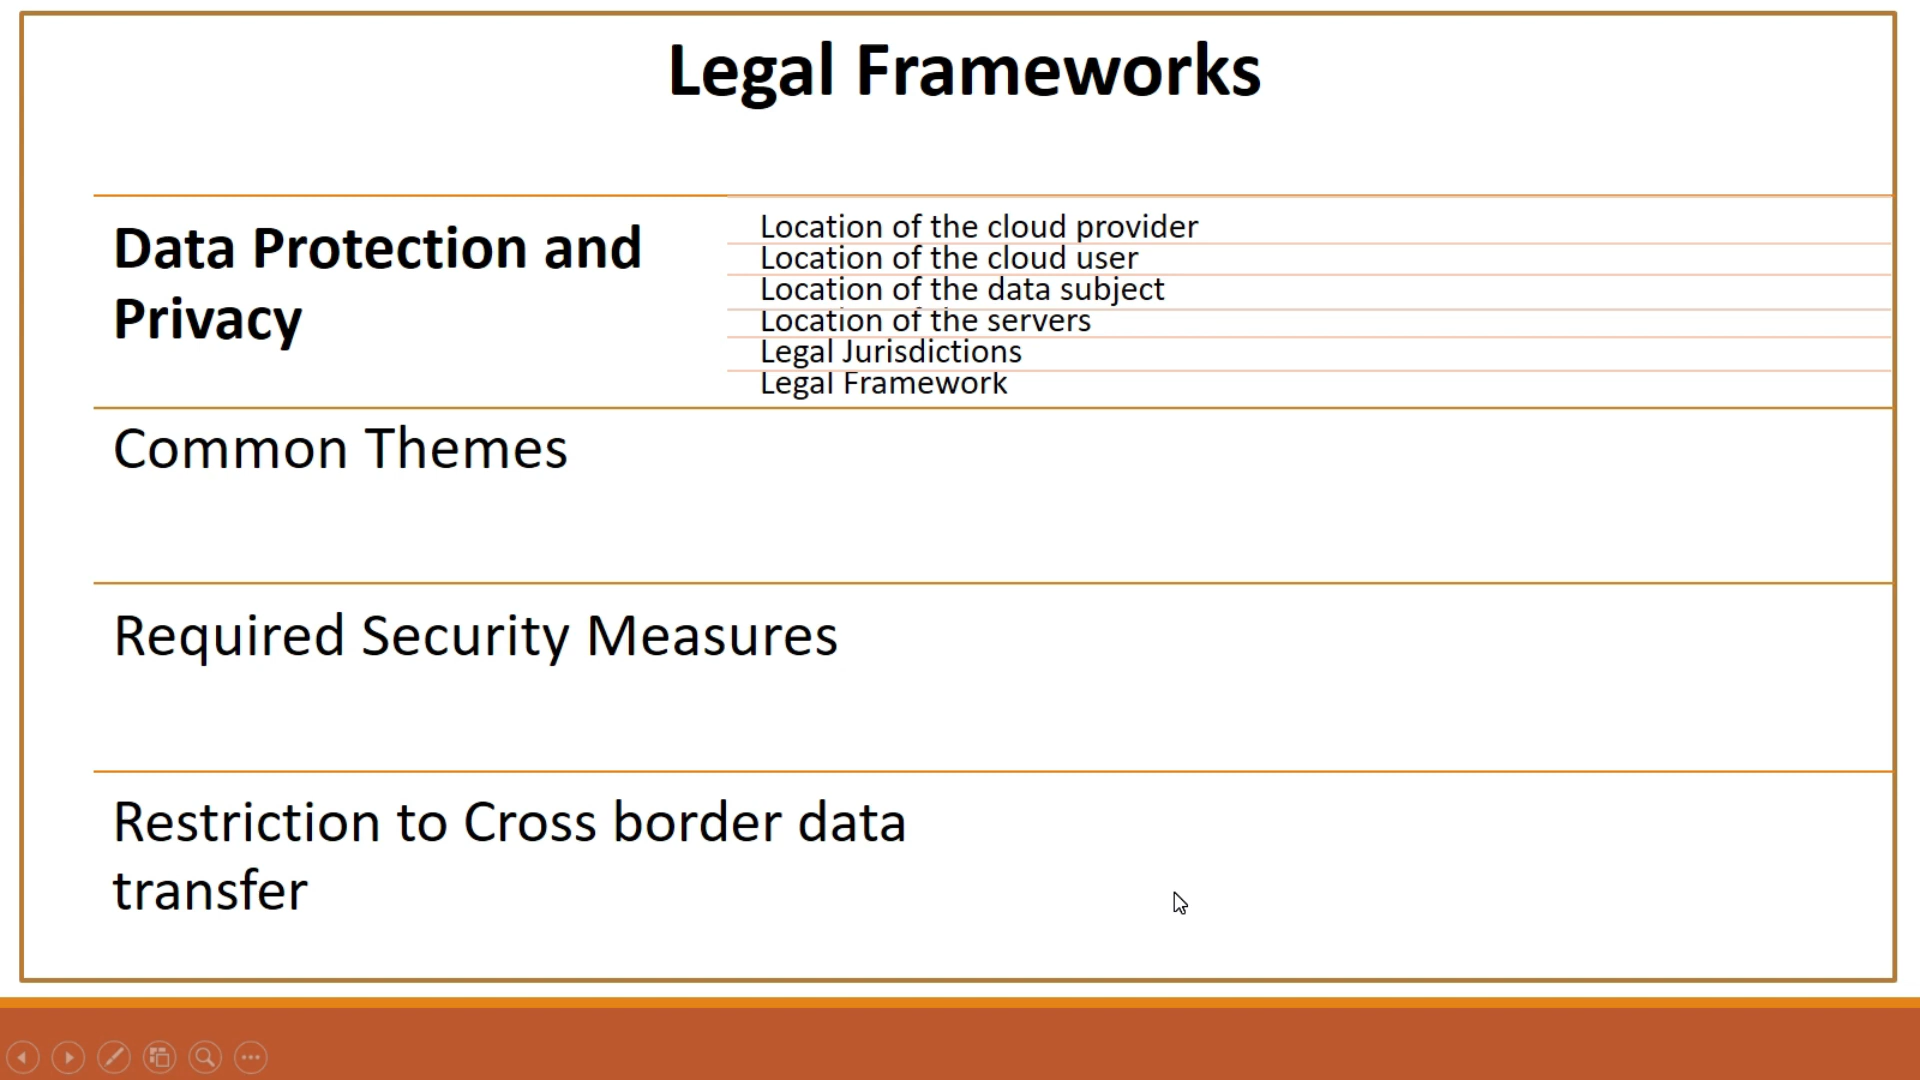 Legal Frameworks
Data Protection and
Privacy
Location of the cloud provider
Location of the cloud user
Location of the data subject
Location of the servers
Legal Jurisdictions
Legal Framework
Common Themes
Required Security Measures
Restriction to Cross border data
transfer